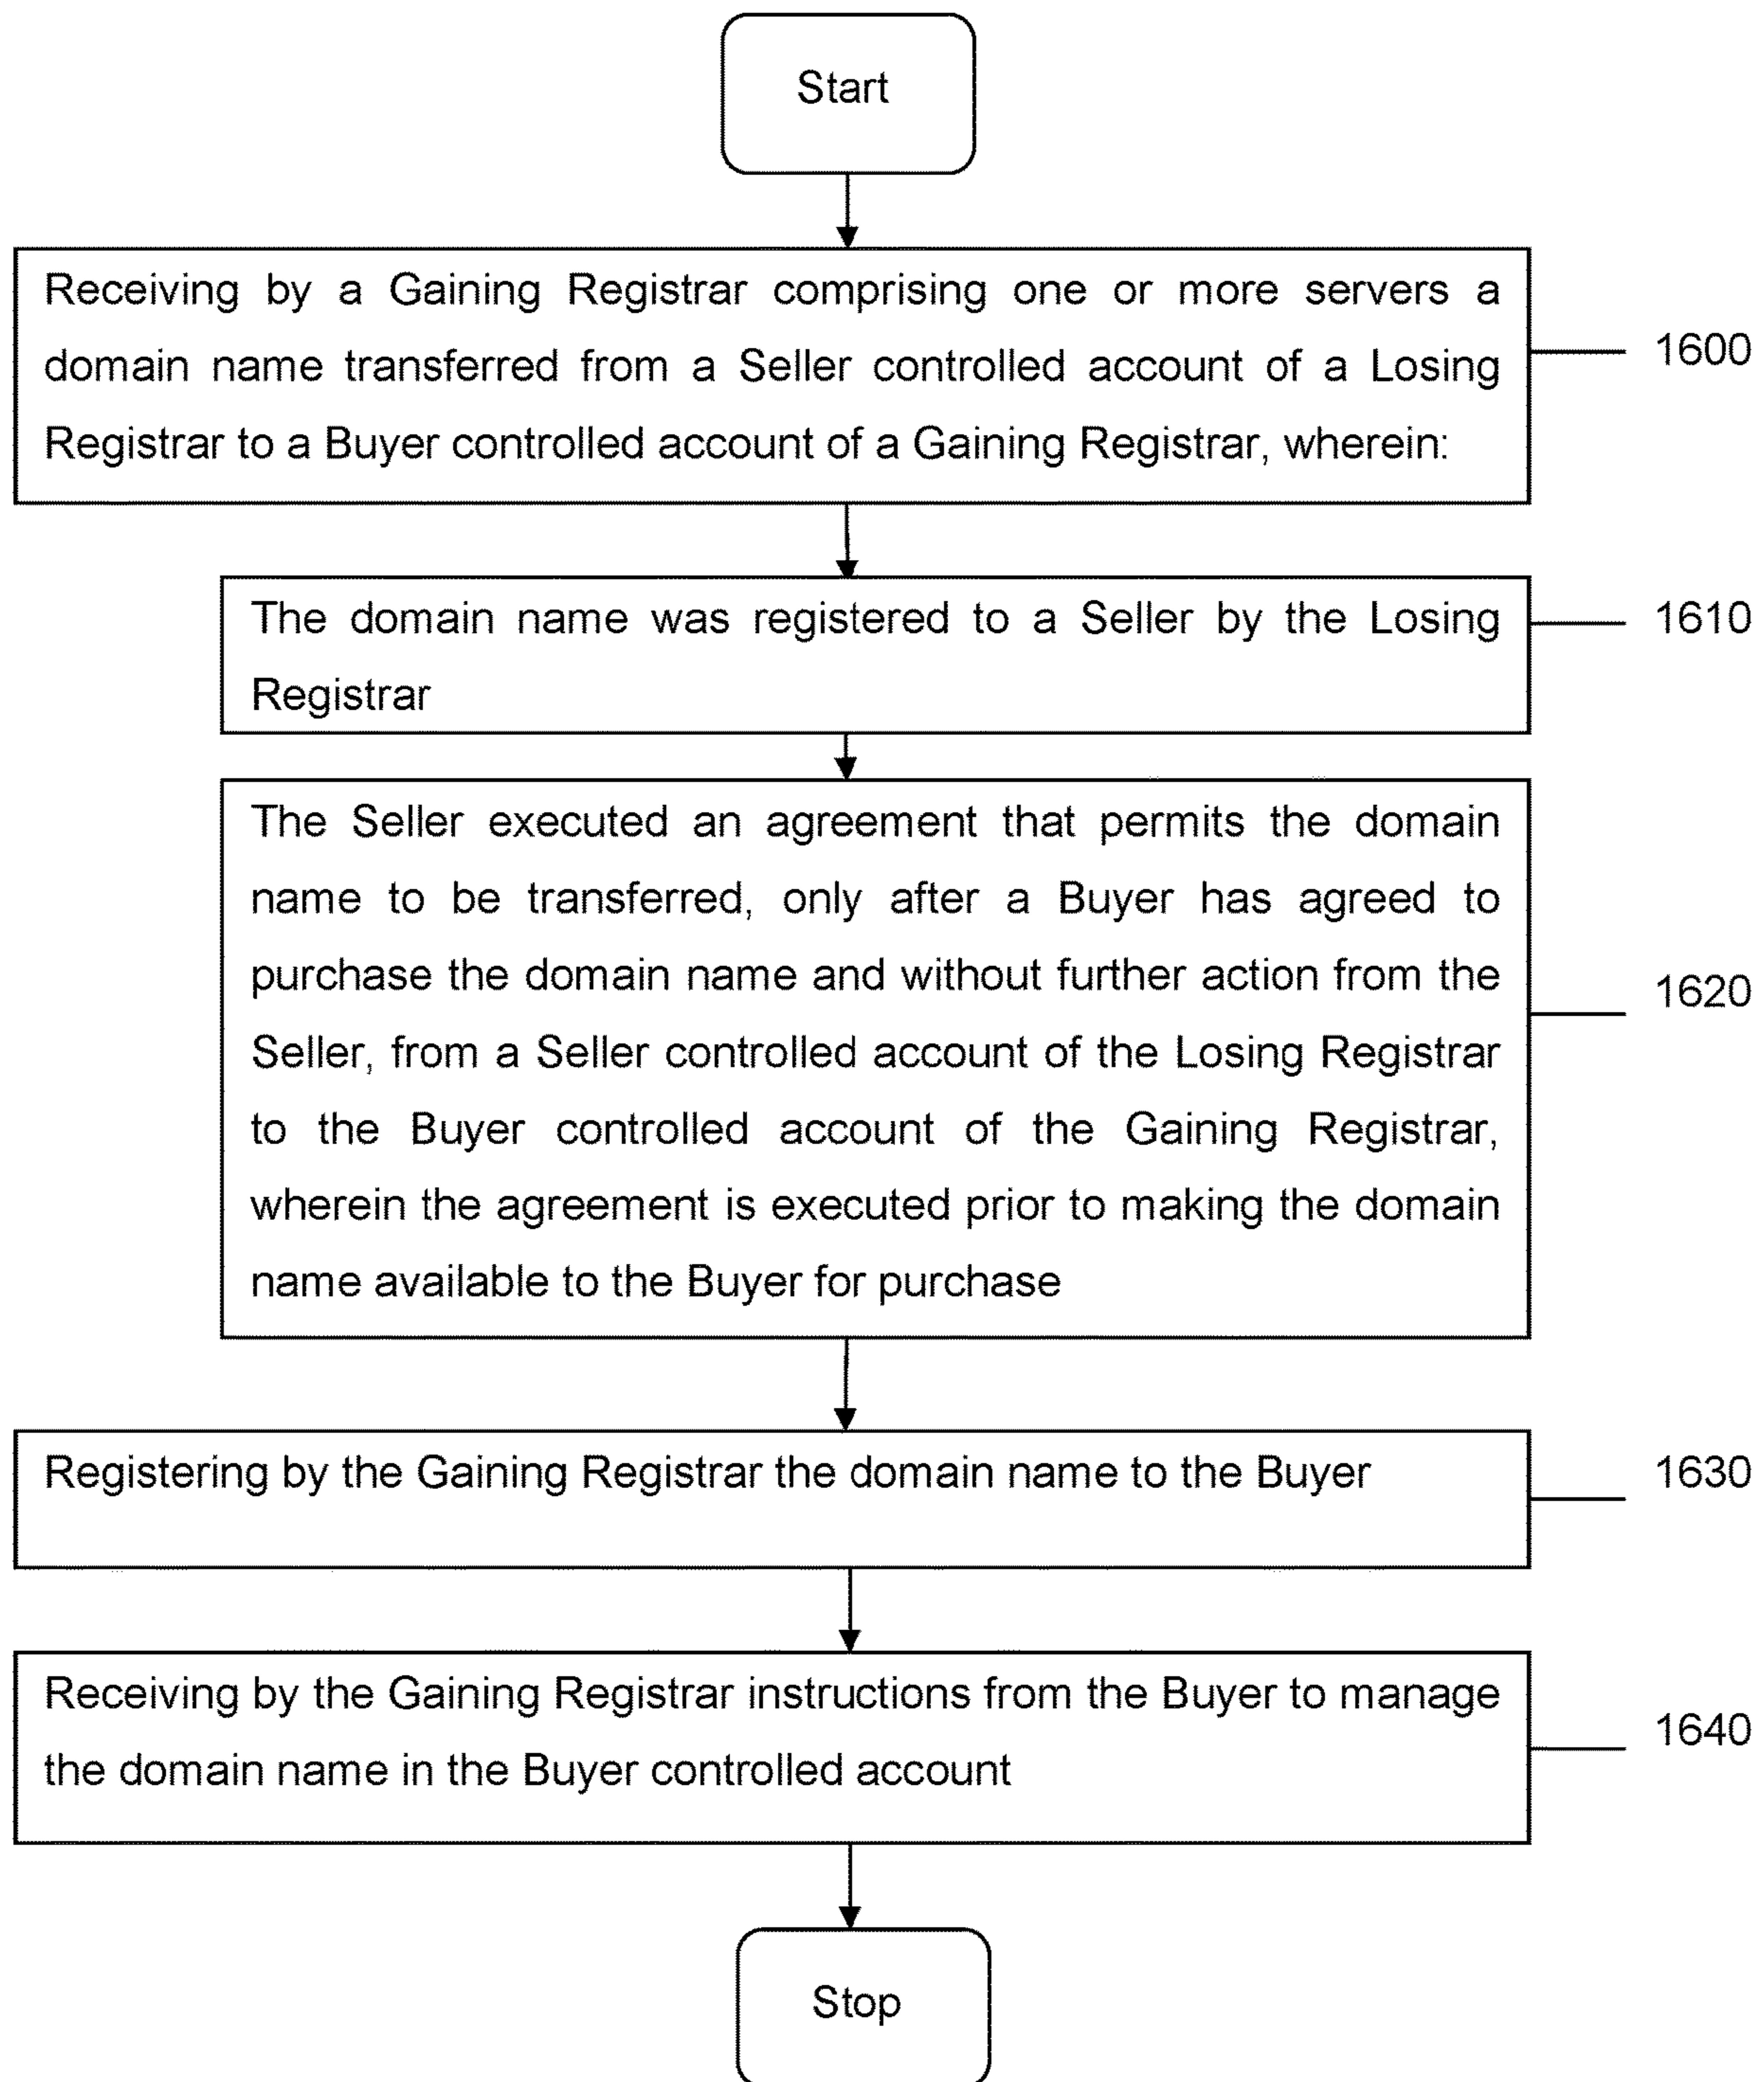 Start
Receiving by a Gaining Registrar comprising one or more servers a
domain name transferred from a Seller controlled account of a Losing
Registrar to a Buyer controlled account of a Gaining Registrar, wherein:
1600
The domain name was registered to a Seller by the Losing
Registrar
1610
The Seller executed an agreement that permits the domain
name to be transferred, only after a Buyer has agreed to
purchase the domain name and without further action from the
Seller, from a Seller controlled account of the Losing Registrar
to the Buyer controlled account of the Gaining Registrar,
wherein the agreement is executed prior to making the domain
name available to the Buyer for purchase
1620
Registering by the Gaining Registrar the domain name to the Buyer
1630
Receiving by the Gaining Registrar instructions from the Buyer to manage
the domain name in the Buyer controlled account
1640
Stop